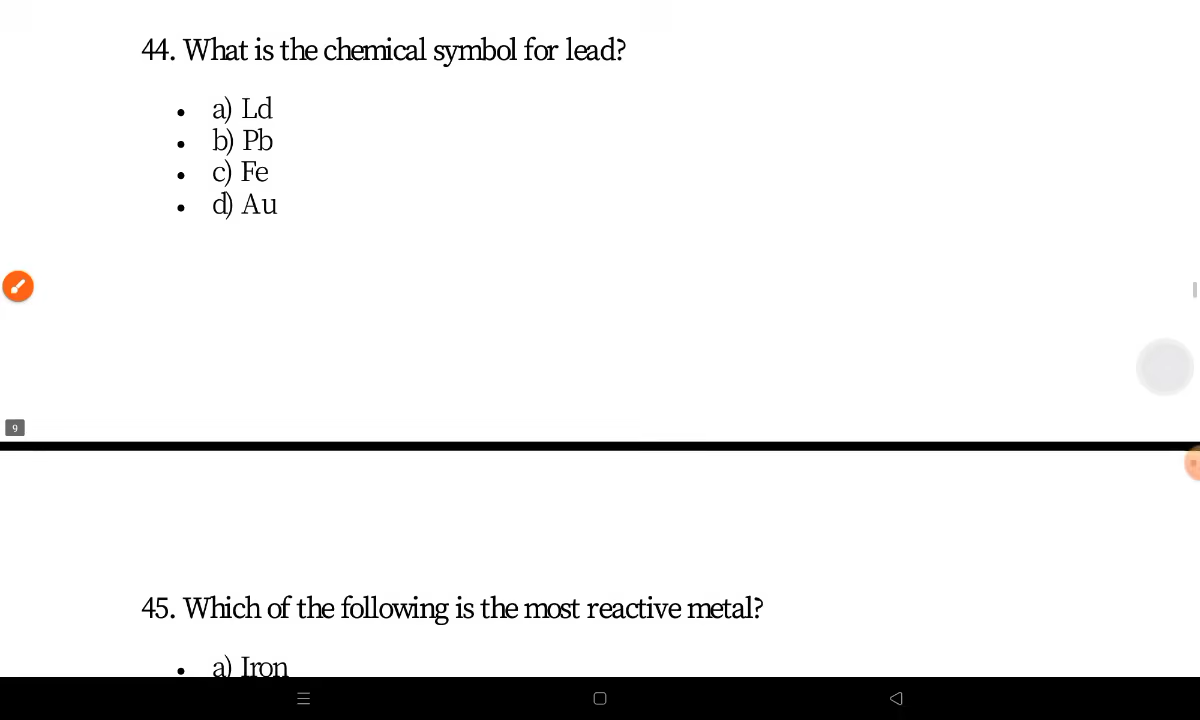 44. What is the chemical symbol for lead?
• a) Ld
• b) Pb
• c) Fe
• d) Au
9
45. Which of the following is the most reactive metal?
• a) Iron